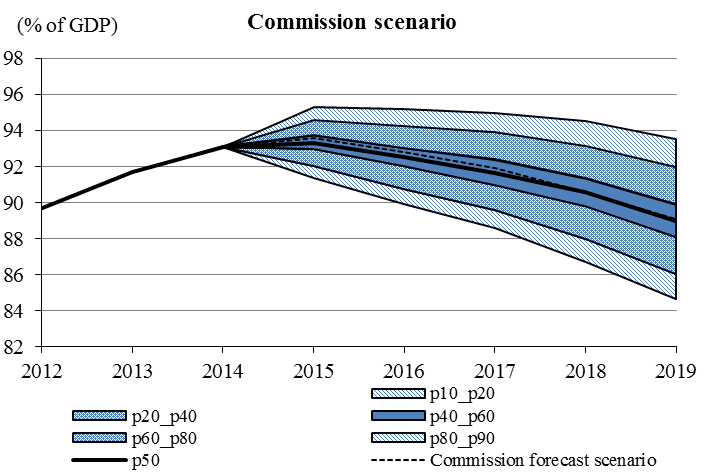 (% of GDP)
Commission scenario
98
96
94
92
90
88
86
84
82
2012 2013 2014 2015 2016 2017 2018 2019
p10_p20
p20_p40 p40_p60
p60_p80 p80_p90
p50 Commission forecast scenario